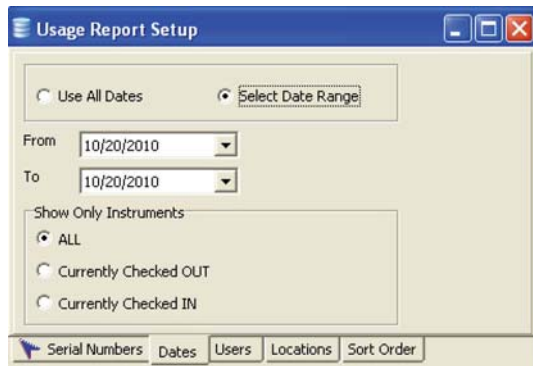 Usage Report Setup
Use All Dates Select Date Range
From 10/20/2010
To 10/20/2010
Show Only Instruments
ALL
Currently Checked OUT
Currently Checked IN
Serial Numbers Dates Users Locations Sort Order